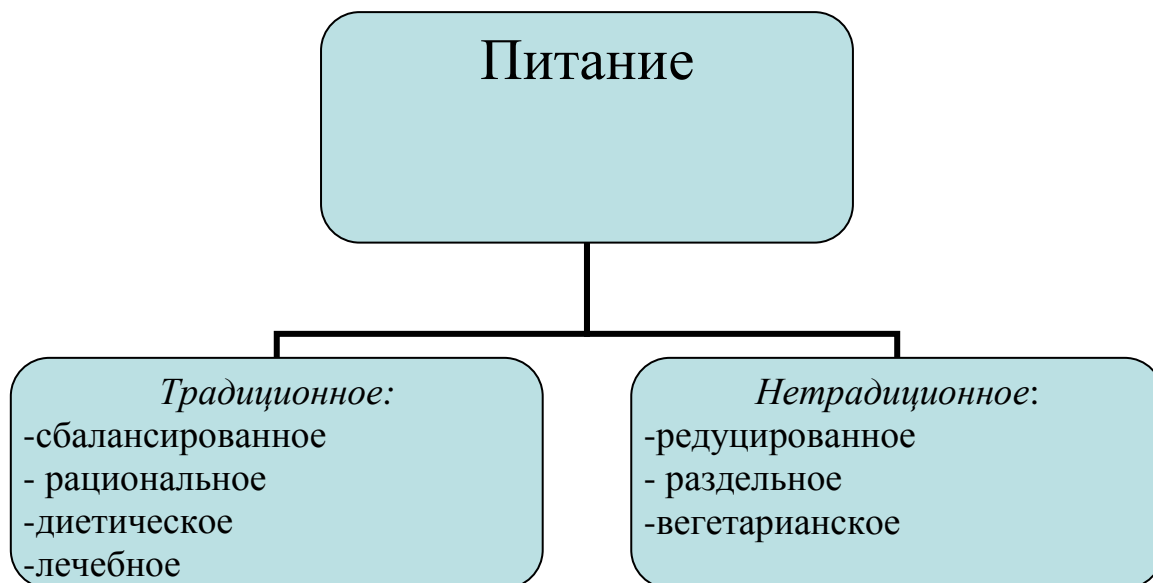 Питание
Традиционное:
-сбалансированное
- рациональное
-диетическое
-лечебное
Нетрадиционное:
-редуцированное
- раздельное
-вегетарианское